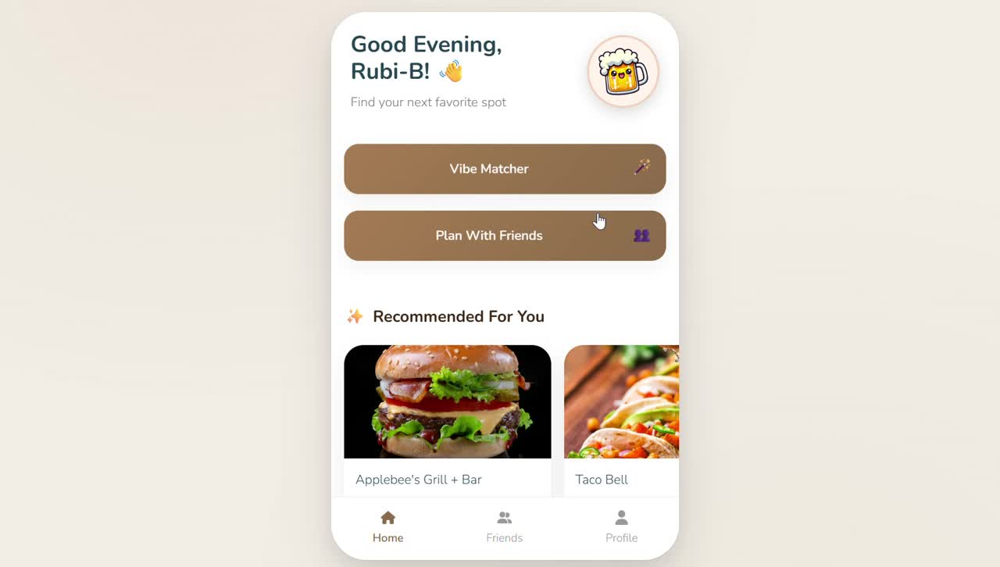 Good Evening,
Rubi-B! 👋
Find your next favorite spot
Vibe Matcher
Plan With Friends
Recommended For You
Applebee's Grill + Bar
Taco Bell
Home
Friends
Profile